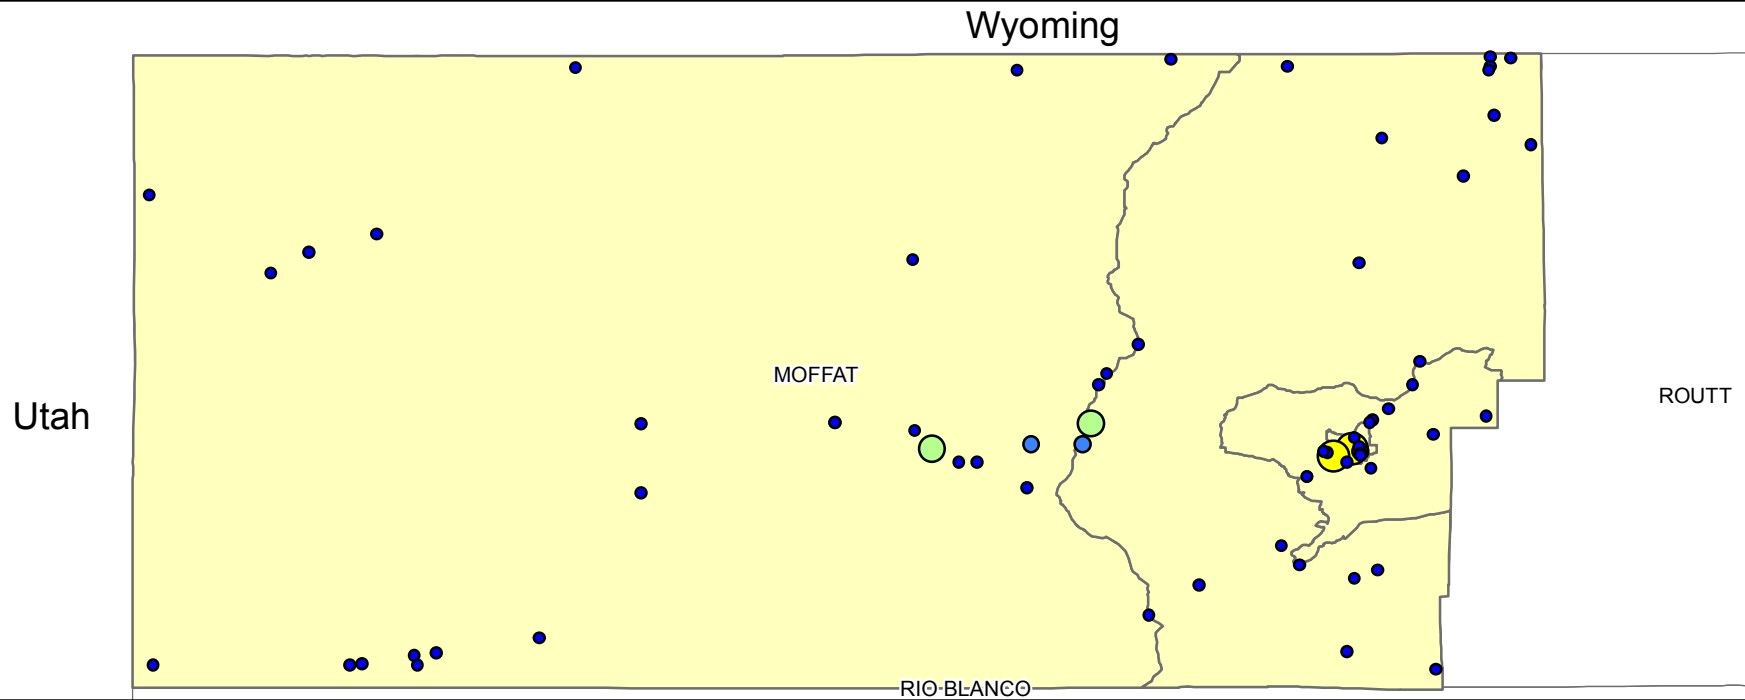 Wyoming
MOFFAT
ROUTT
Utah
RIO BLANCO